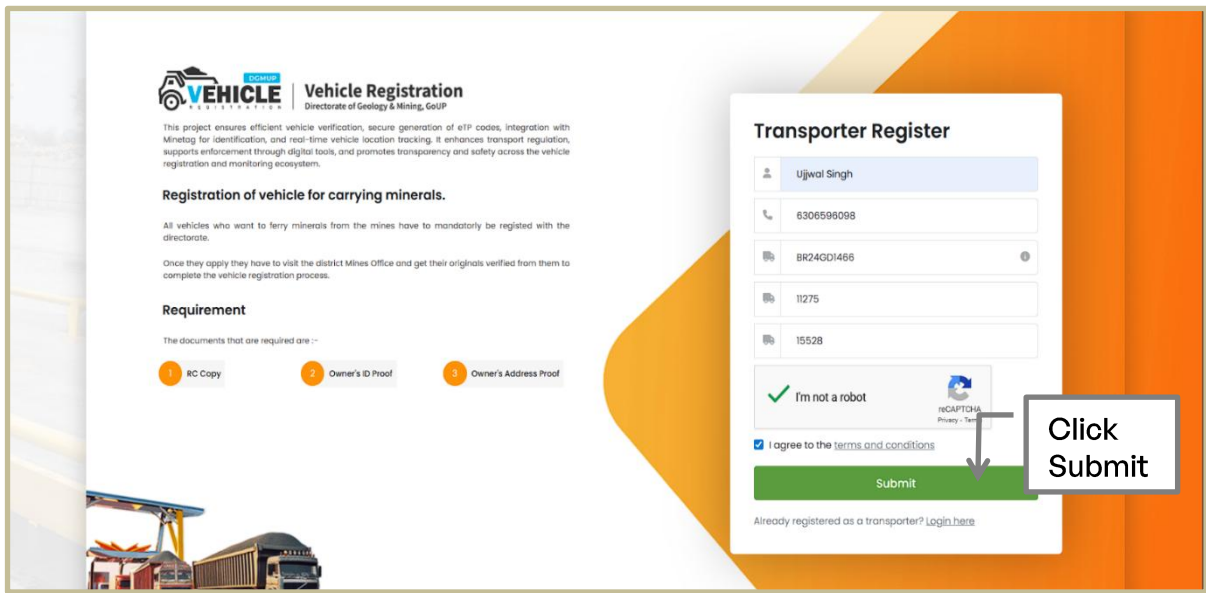 DGMUP
VEHICLE
REGISTRATION
Vehicle Registration
Directorate of Geology & Mining, GoUP
This project ensures efficient vehicle verification, secure generation of eTP codes, integration with
Minetag for identification, and real-time vehicle location tracking. It enhances transport regulation,
supports enforcement through digital tools, and promotes transparency and safety across the vehicle
registration and monitoring ecosystem.
Registration of vehicle for carrying minerals.
All vehicles who want to ferry minerals from the mines have to mandatorly be registed with the
directorate.
Once they apply they have to visit the district Mines Office and get their originals verified from them to
complete the vehicle registration process.
Requirement
The documents that are required are :-
1 RC Copy
2 Owner's ID Proof
3 Owner's Address Proof
Transporter Register
Ujjwal Singh
6306596098
BR24GD1466
11275
15528
I'm not a robot
reCAPTCHA
Privacy - Terms
I agree to the terms and conditions
Submit
Already registered as a transporter? Login here
Click
Submit